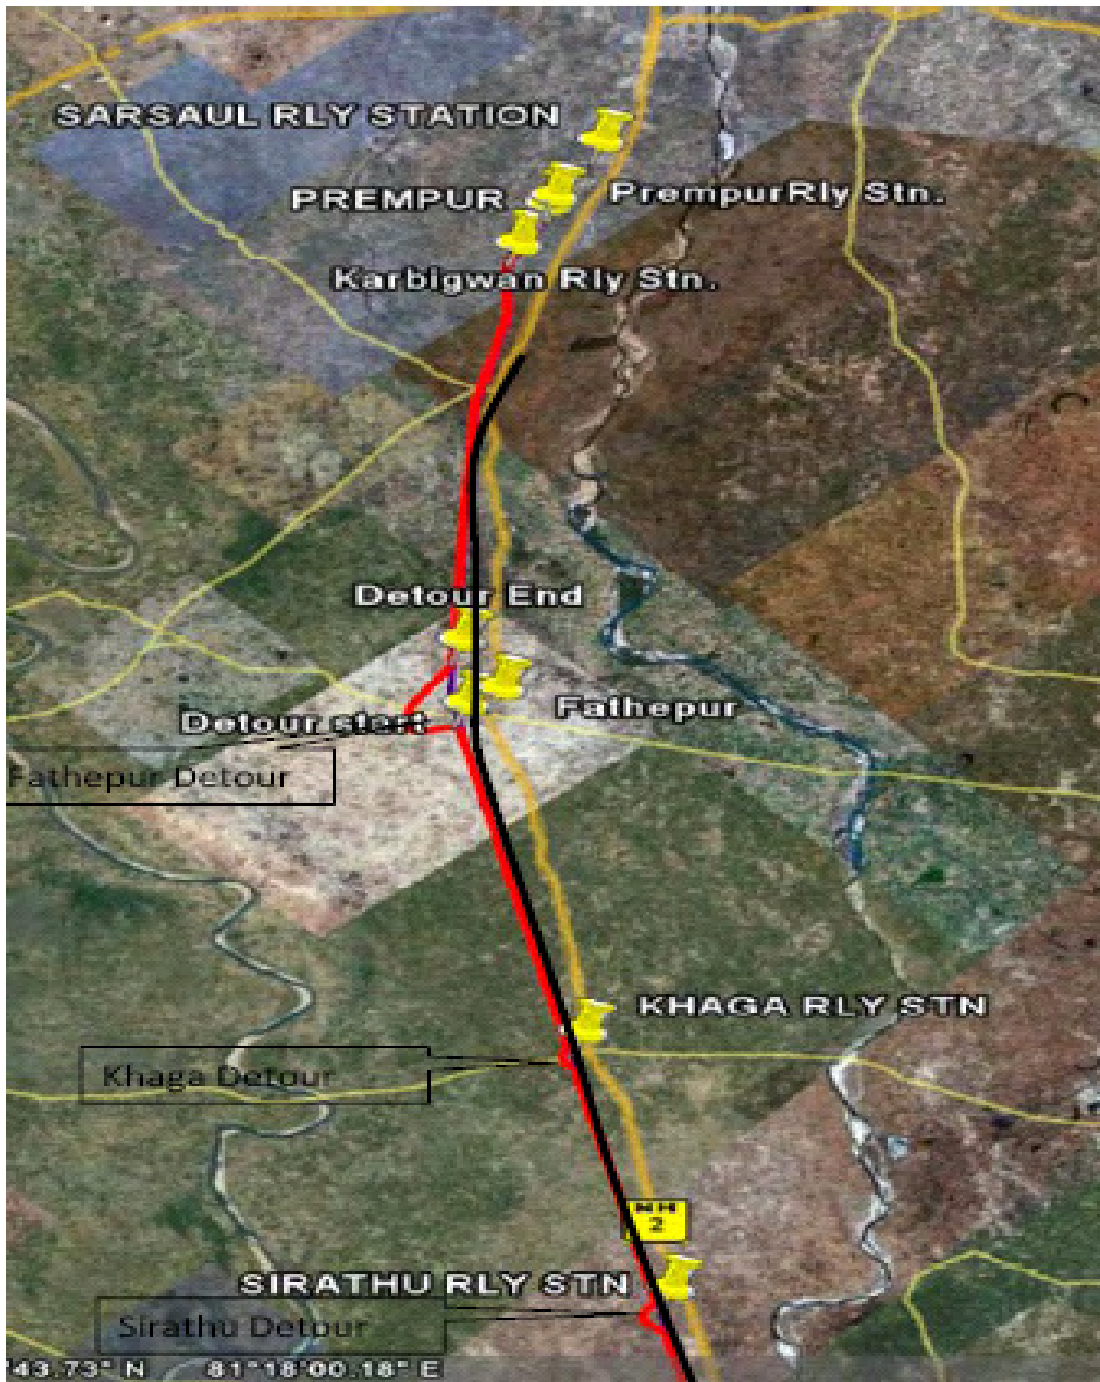 SARSAUL RLY STATION
PREMPUR
PrempurRly Stn.
Karbigwan Rly Stn.
Detour End
Fathepur
Detour start
Fathepur Detour
KHAGA RLY STN
Khaga Detour
NH
2
SIRATHU RLY STN
Sirathu Detour
'43.73" N 81°18'00.18" E